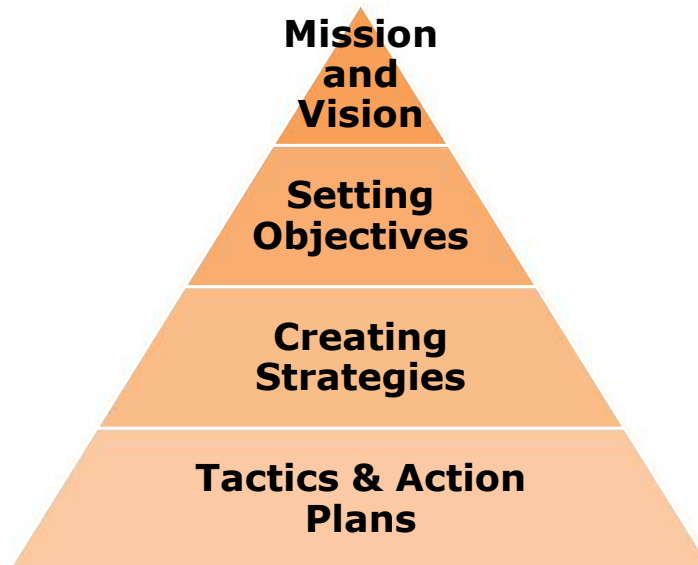 Mission
and
Vision
Setting
Objectives
Creating
Strategies
Tactics & Action
Plans